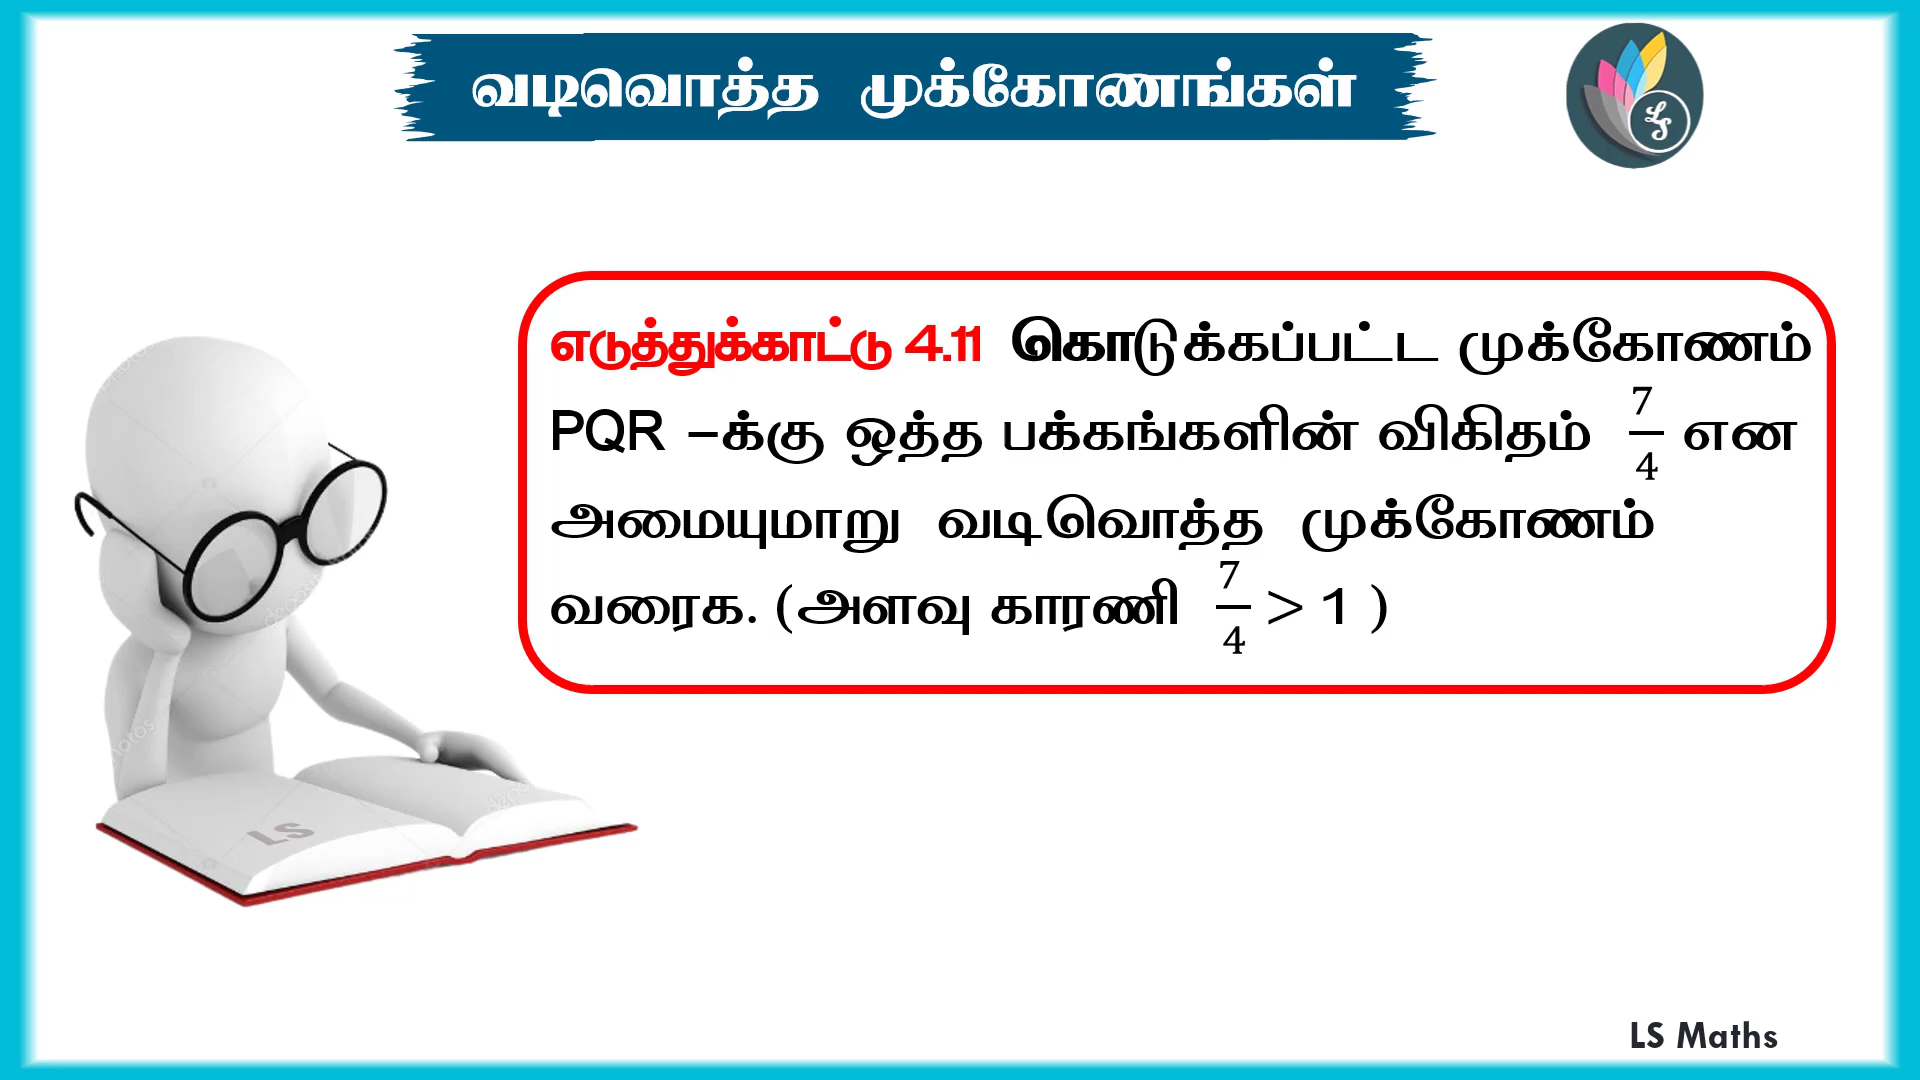 வடிவொத்த முக்கோணங்கள்
LS
எடுத்துக்காட்டு 4.11 கொடுக்கப்பட்ட முக்கோணம்
PQR –க்கு ஒத்த பக்கங்களின் விகிதம் 7/4 என
அமையுமாறு வடிவொத்த முக்கோணம்
வரைக. (அளவு காரணி 7/4 > 1 )
LS
LS Maths